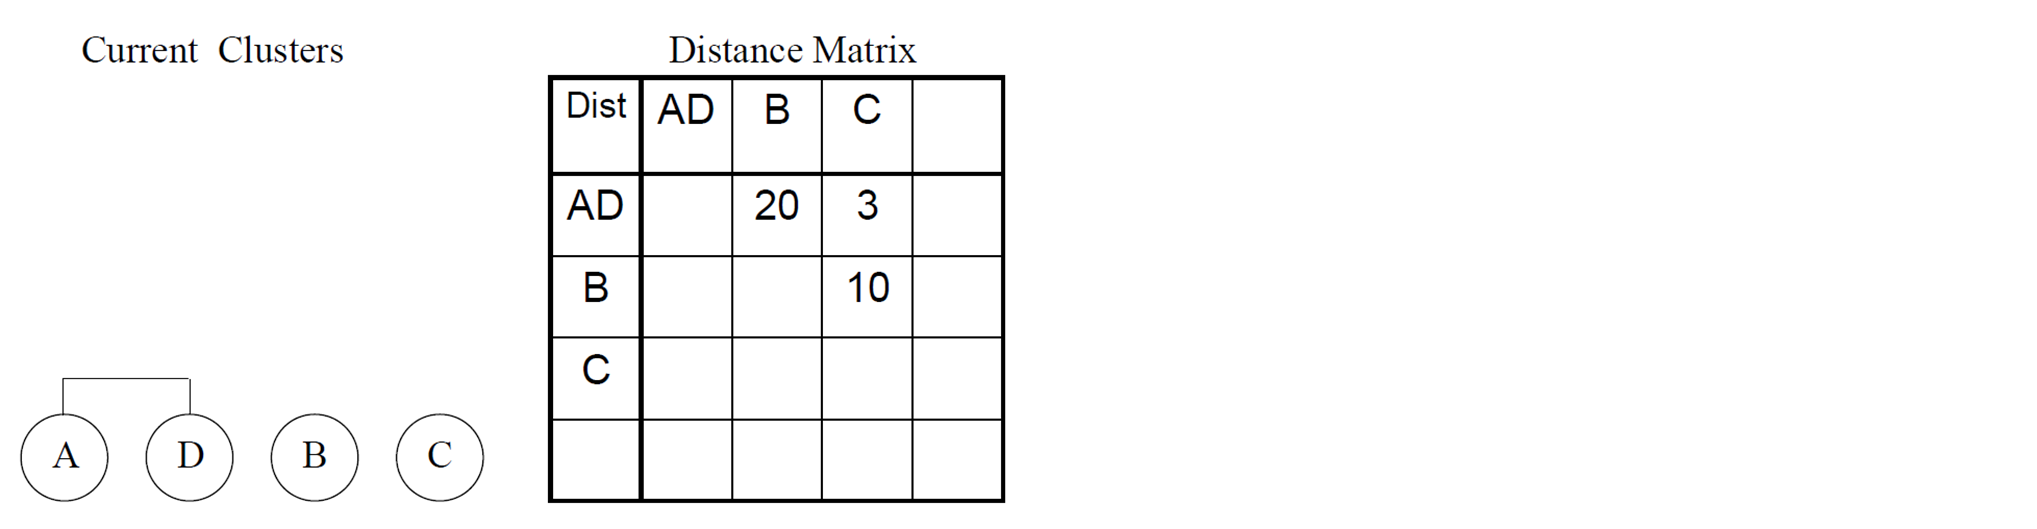 Current Clusters
Distance Matrix
Dist AD B C
AD 20 3
B 10
C
A D B C